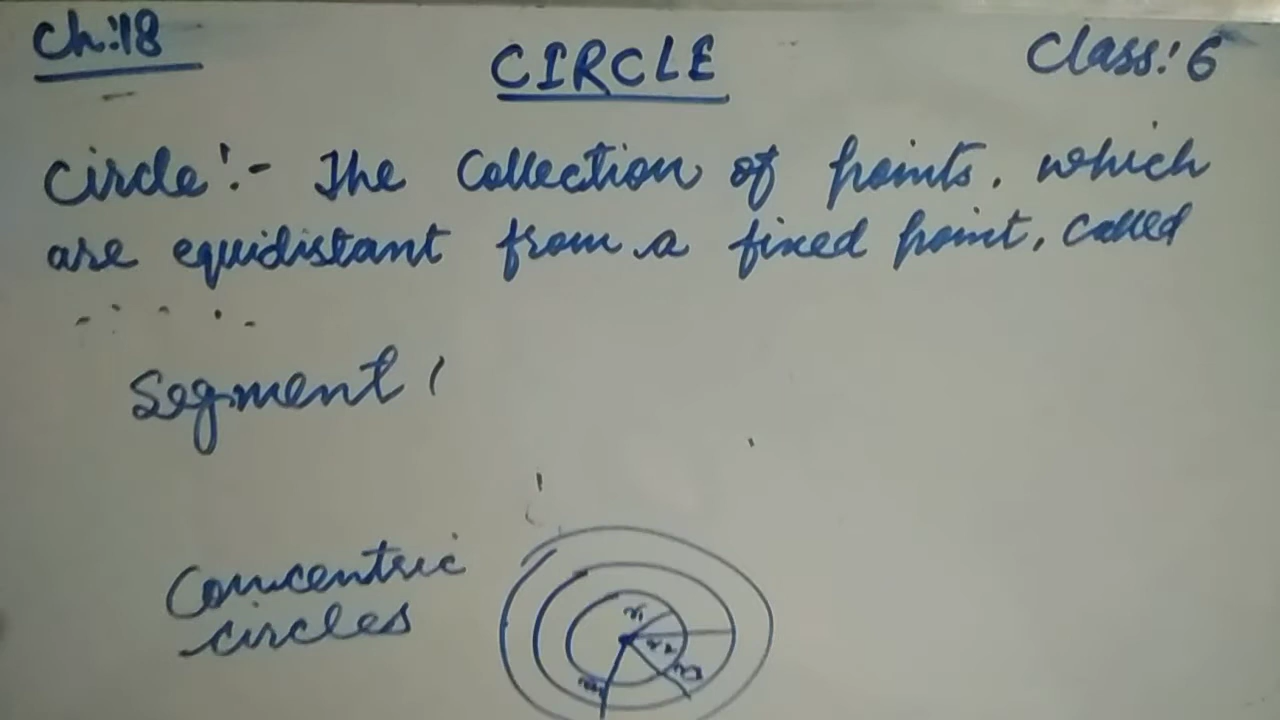 Ch:18
CIRCLE
Class: 6
Circle:- The Collection of points, which
are equidistant from a fixed point, called
Segment
Concentric
circles